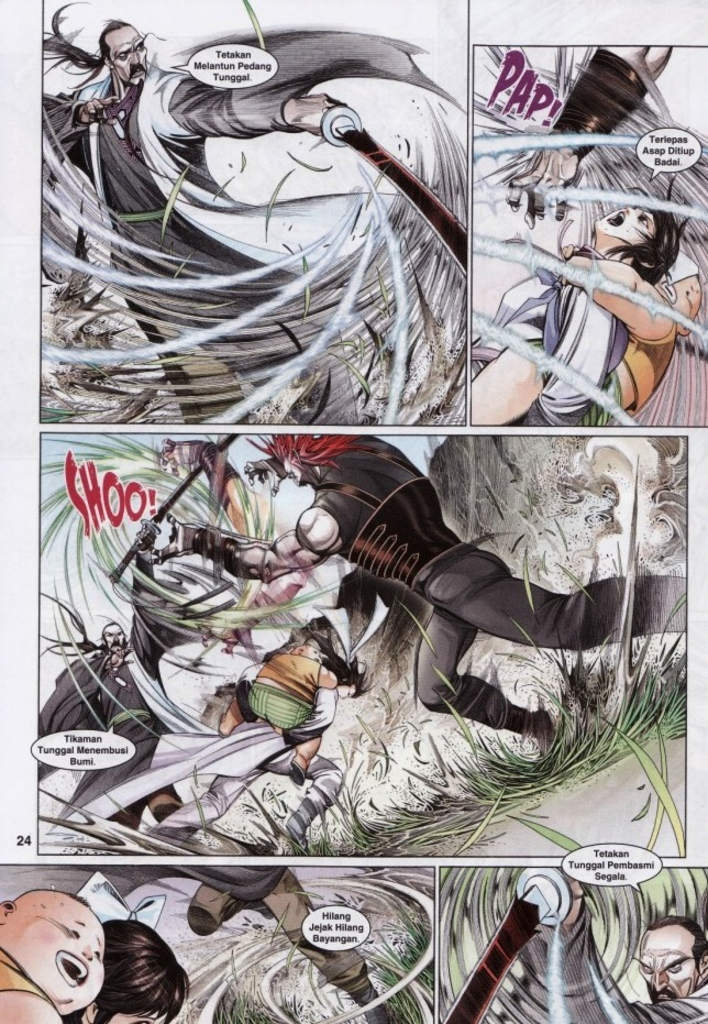 Tetakan
Melantun Pedang
Tunggal.
PAP!
Terlepas
Asap Ditiup
Badai.
SHOO!
Tikaman
Tunggal Menembusi
Bumi.
24
Hilang
Jejak Hilang
Bayangan.
Tetakan
Tunggal Pembasmi
Segala.